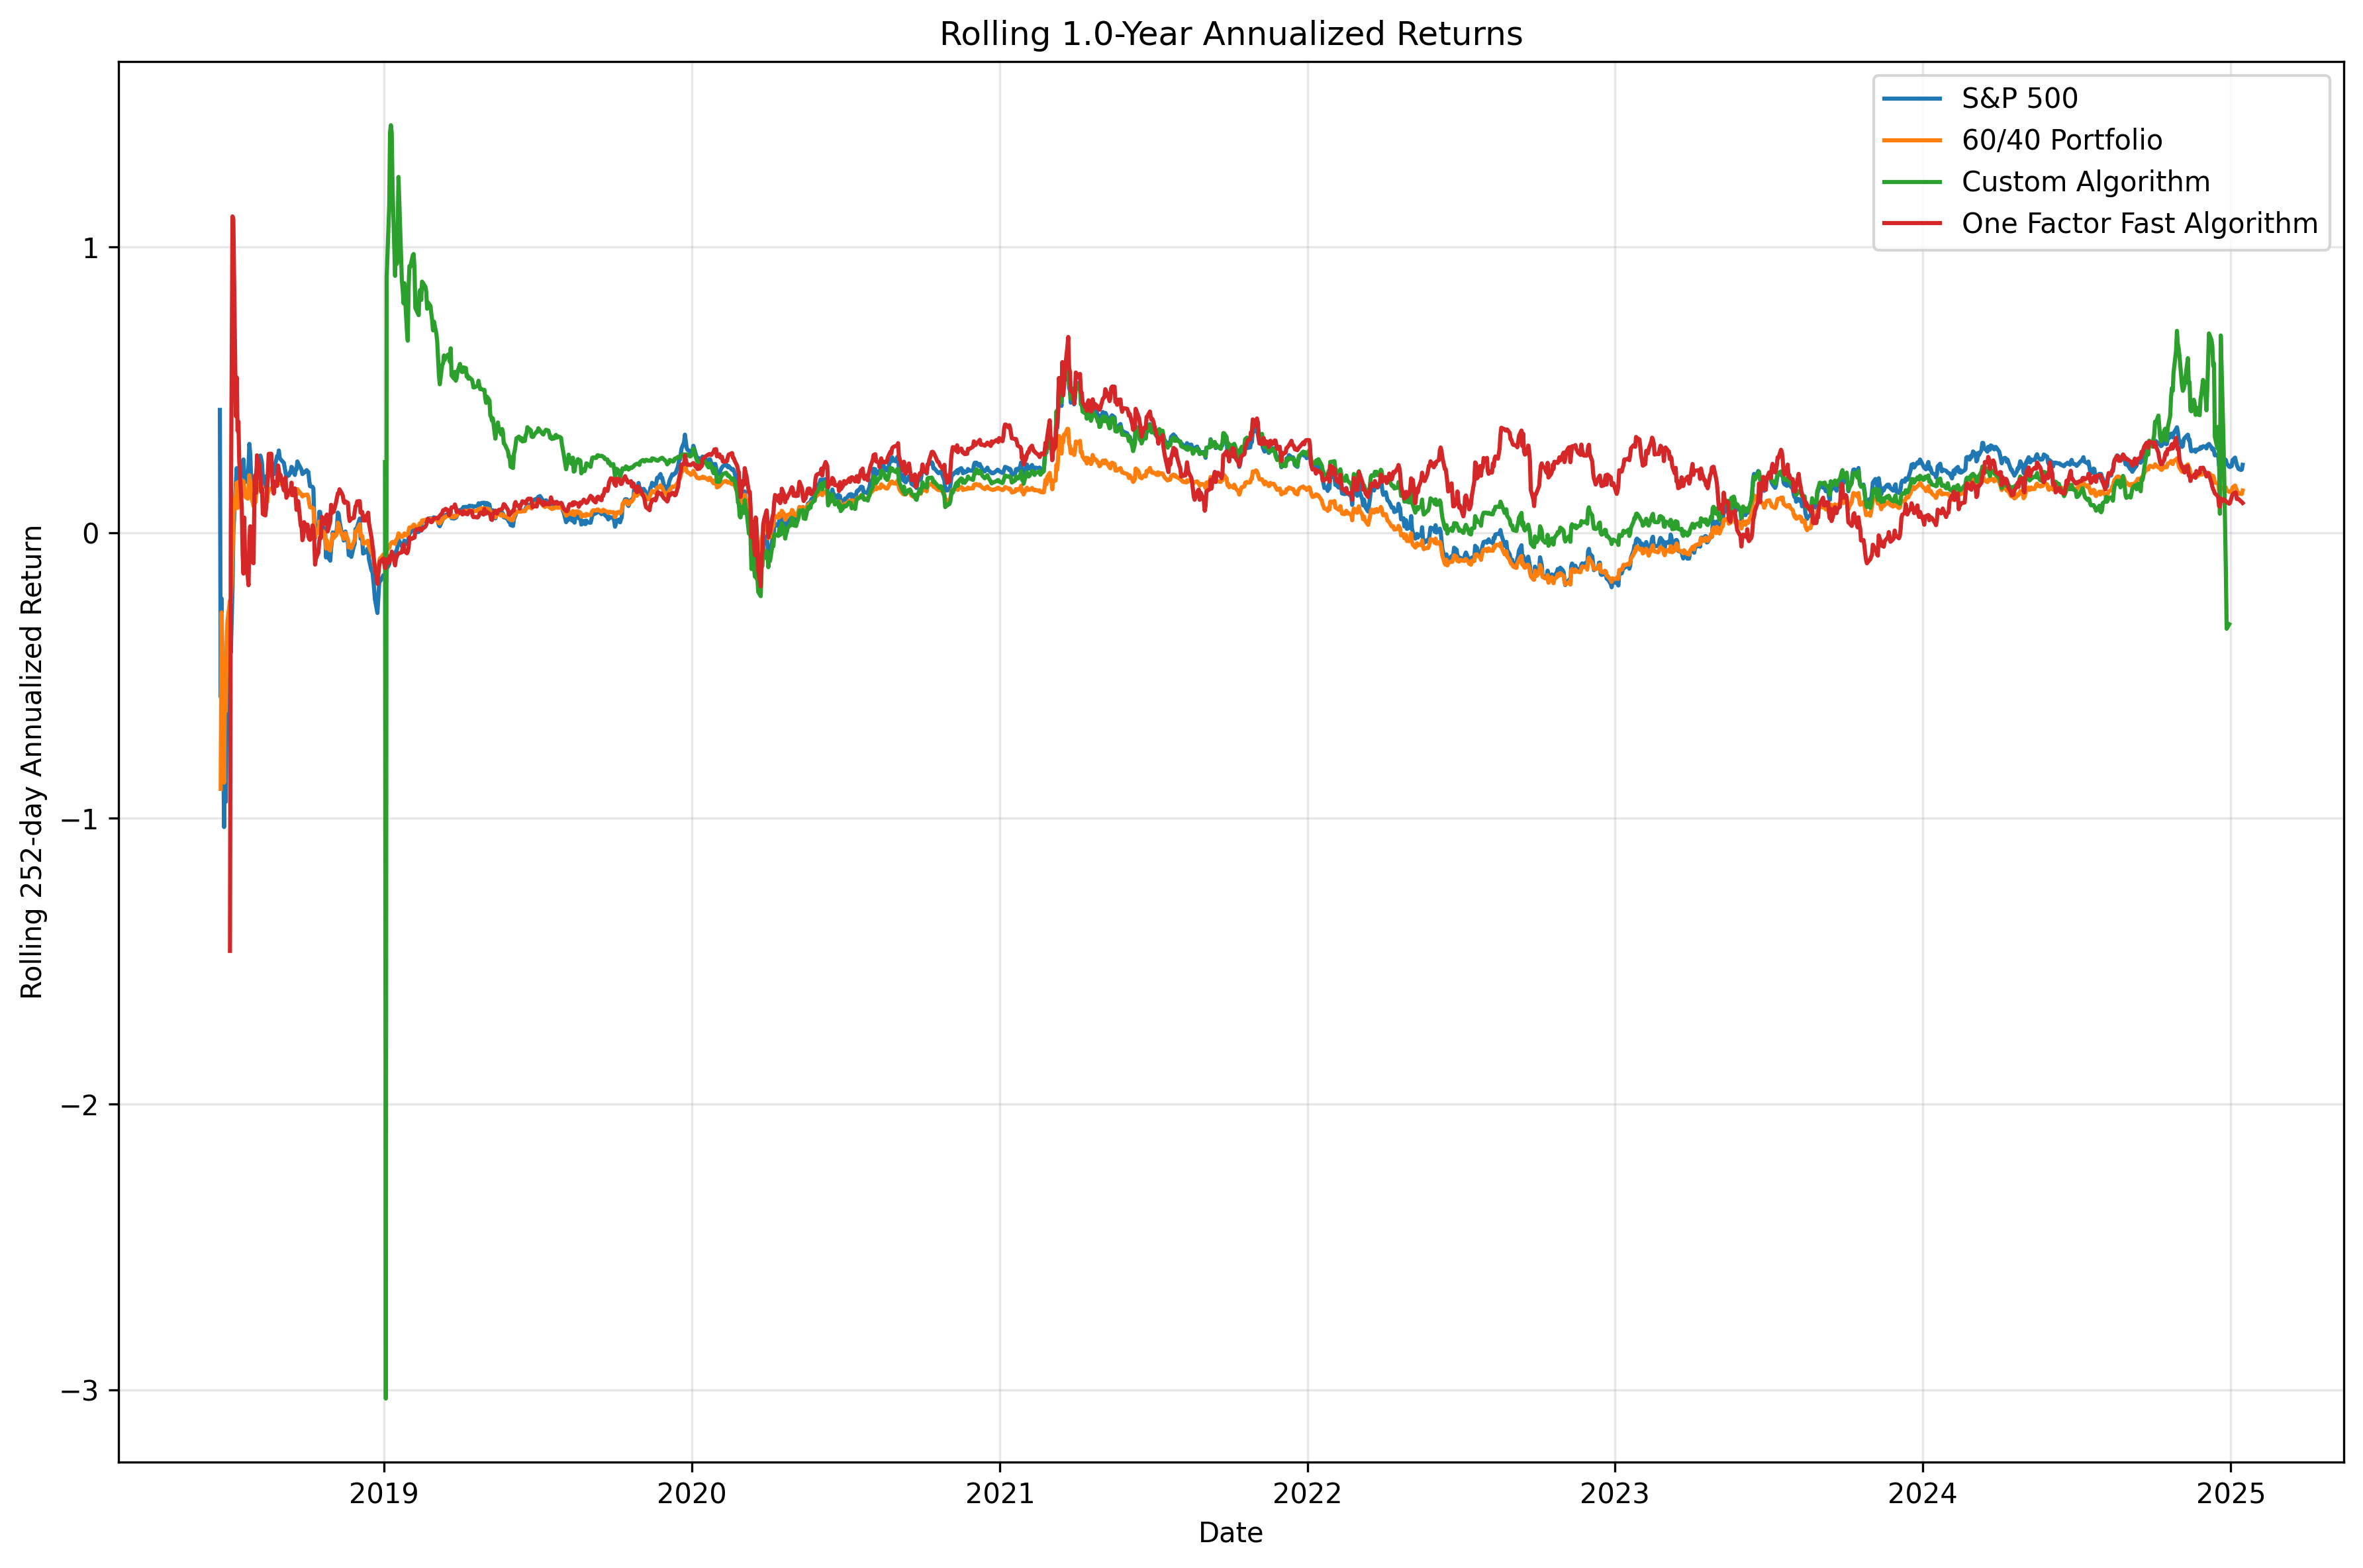 Rolling 1.0-Year Annualized Returns
S&P 500
60/40 Portfolio
Custom Algorithm
One Factor Fast Algorithm
Rolling 252-day Annualized Return
1
0
−1
−2
−3
2019 2020 2021 2022 2023 2024 2025
Date